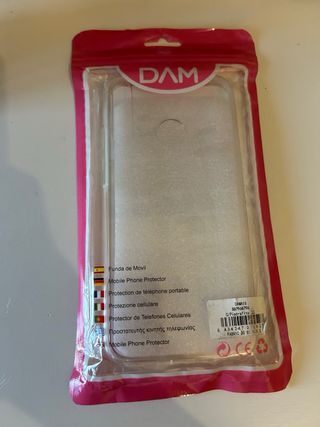 DAM
Funda de Movil
Mobile Phone Protector
Protection de téléphone portable
Protezione cellulare
Protector de Telefones Celulares
Προστατευτής κινητής τηλεφωνίας
Mobile Phone Protector
CE